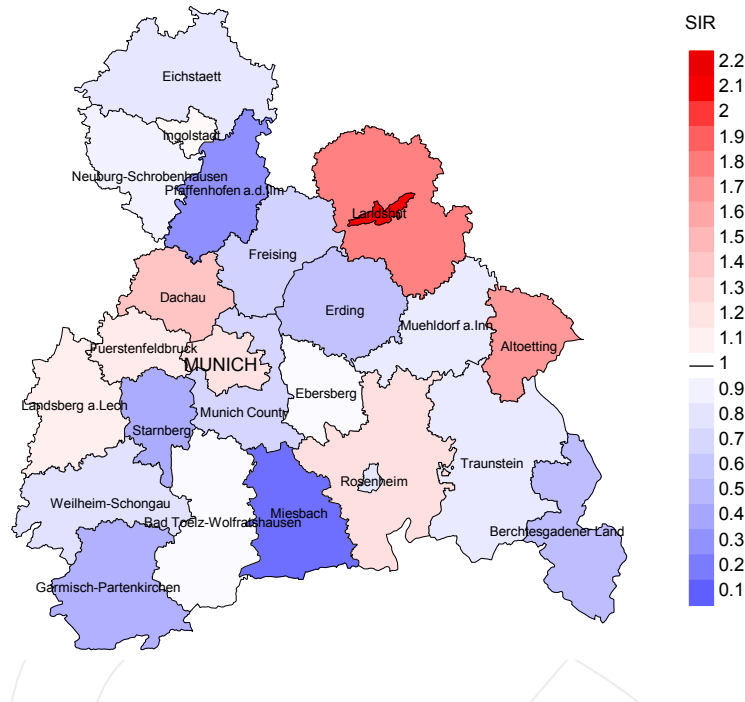 SIR
Eichstaett
Ingolstadt
Neuburg-Schrobenhausen
Pfaffenhofen a.d.Ilm
Landshut
Freising
Dachau
Erding
Muehldorf a.Inn
Altoetting
Fuerstenfeldbruck
MUNICH
Ebersberg
Landsberg a.Lech
Munich County
Starnberg
Traunstein
Rosenheim
Weilheim-Schongau
Miesbach
Bad Toelz-Wolfratshausen
Berchtesgadener Land
Garmisch-Partenkirchen
2.2
2.1
2
1.9
1.8
1.7
1.6
1.5
1.4
1.3
1.2
1.1
1
0.9
0.8
0.7
0.6
0.5
0.4
0.3
0.2
0.1